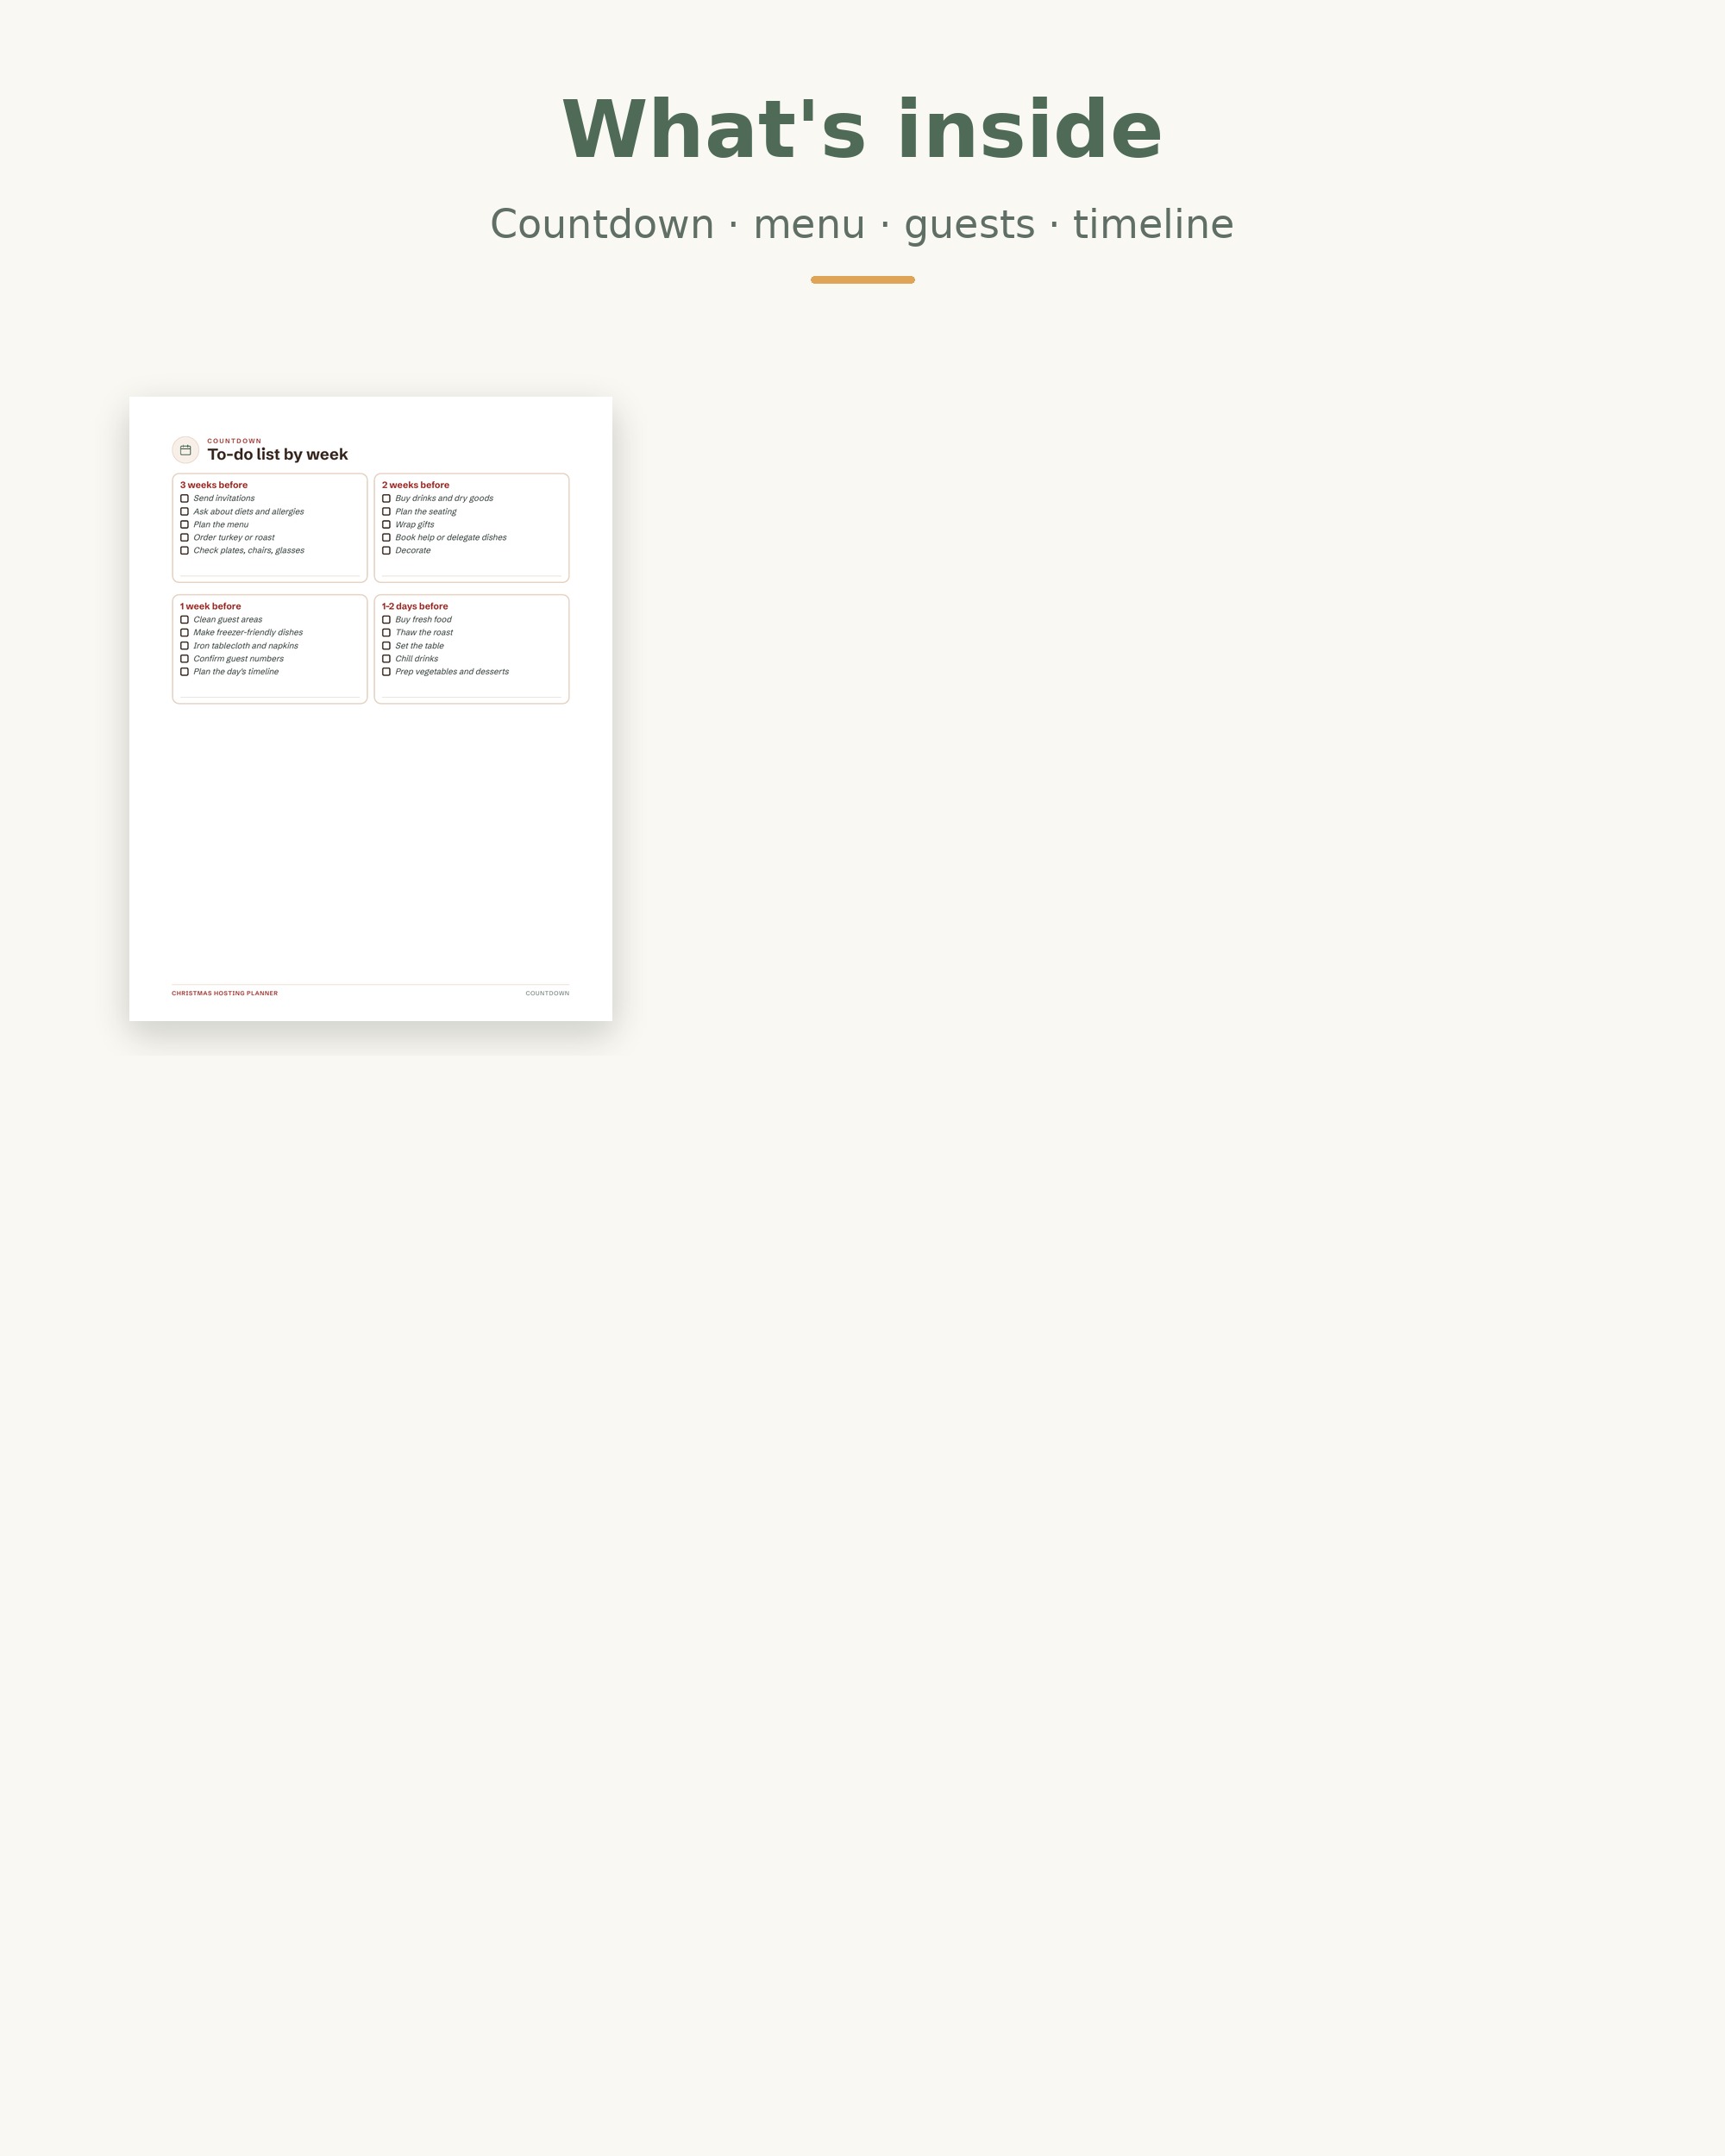 What's inside
Countdown · menu · guests · timeline
COUNTDOWN
To-do list by week
3 weeks before
Send invitations
Ask about diets and allergies
Plan the menu
Order turkey or roast
Check plates, chairs, glasses
2 weeks before
Buy drinks and dry goods
Plan the seating
Wrap gifts
Book help or delegate dishes
Decorate
1 week before
Clean guest areas
Make freezer-friendly dishes
Iron tablecloth and napkins
Confirm guest numbers
Plan the day's timeline
1-2 days before
Buy fresh food
Thaw the roast
Set the table
Chill drinks
Prep vegetables and desserts
CHRISTMAS HOSTING PLANNER
COUNTDOWN